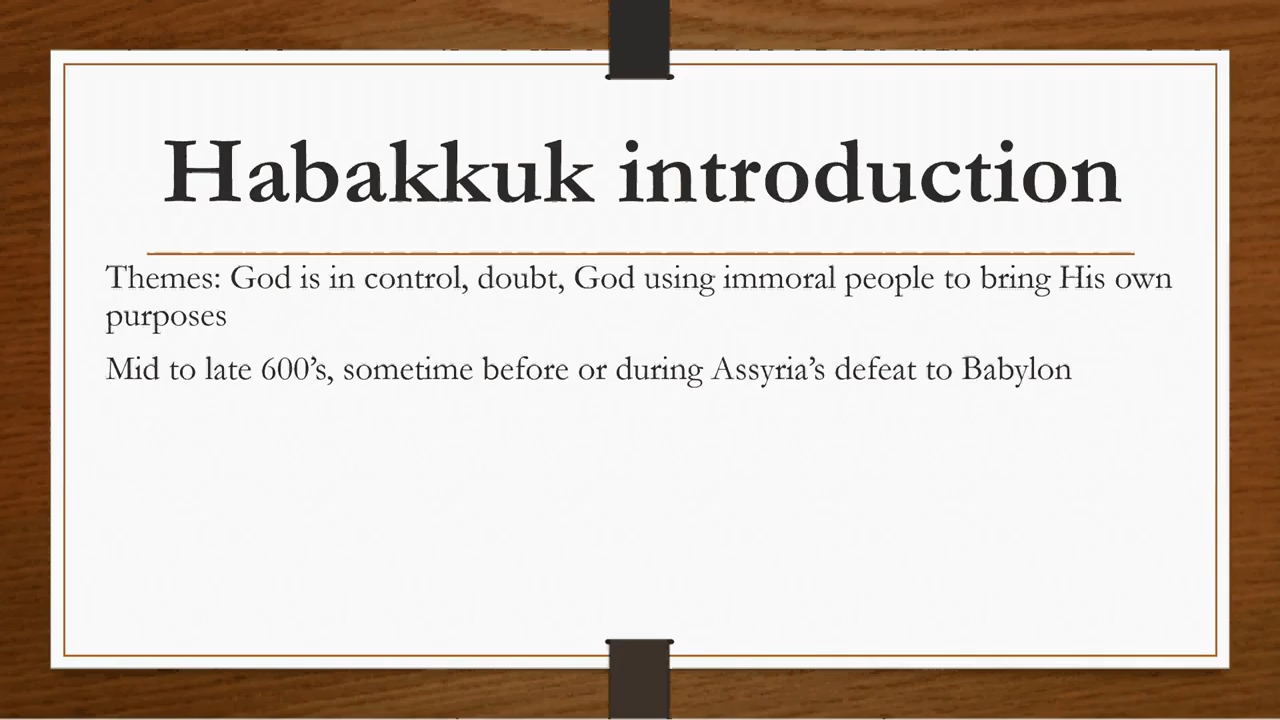 Habakkuk introduction
Themes: God is in control, doubt, God using immoral people to bring His own
purposes
Mid to late 600’s, sometime before or during Assyria’s defeat to Babylon